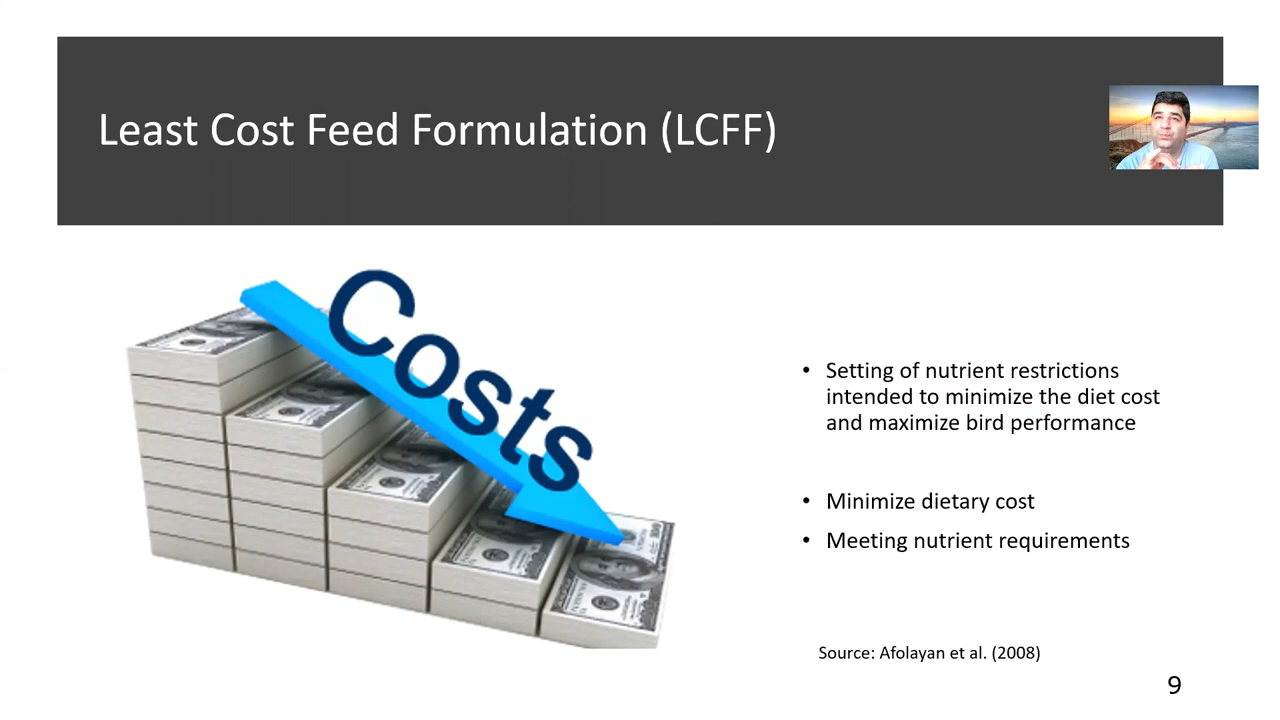 Least Cost Feed Formulation (LCFF)
Costs
• Setting of nutrient restrictions
intended to minimize the diet cost
and maximize bird performance
• Minimize dietary cost
• Meeting nutrient requirements
Source: Afolayan et al. (2008)
9